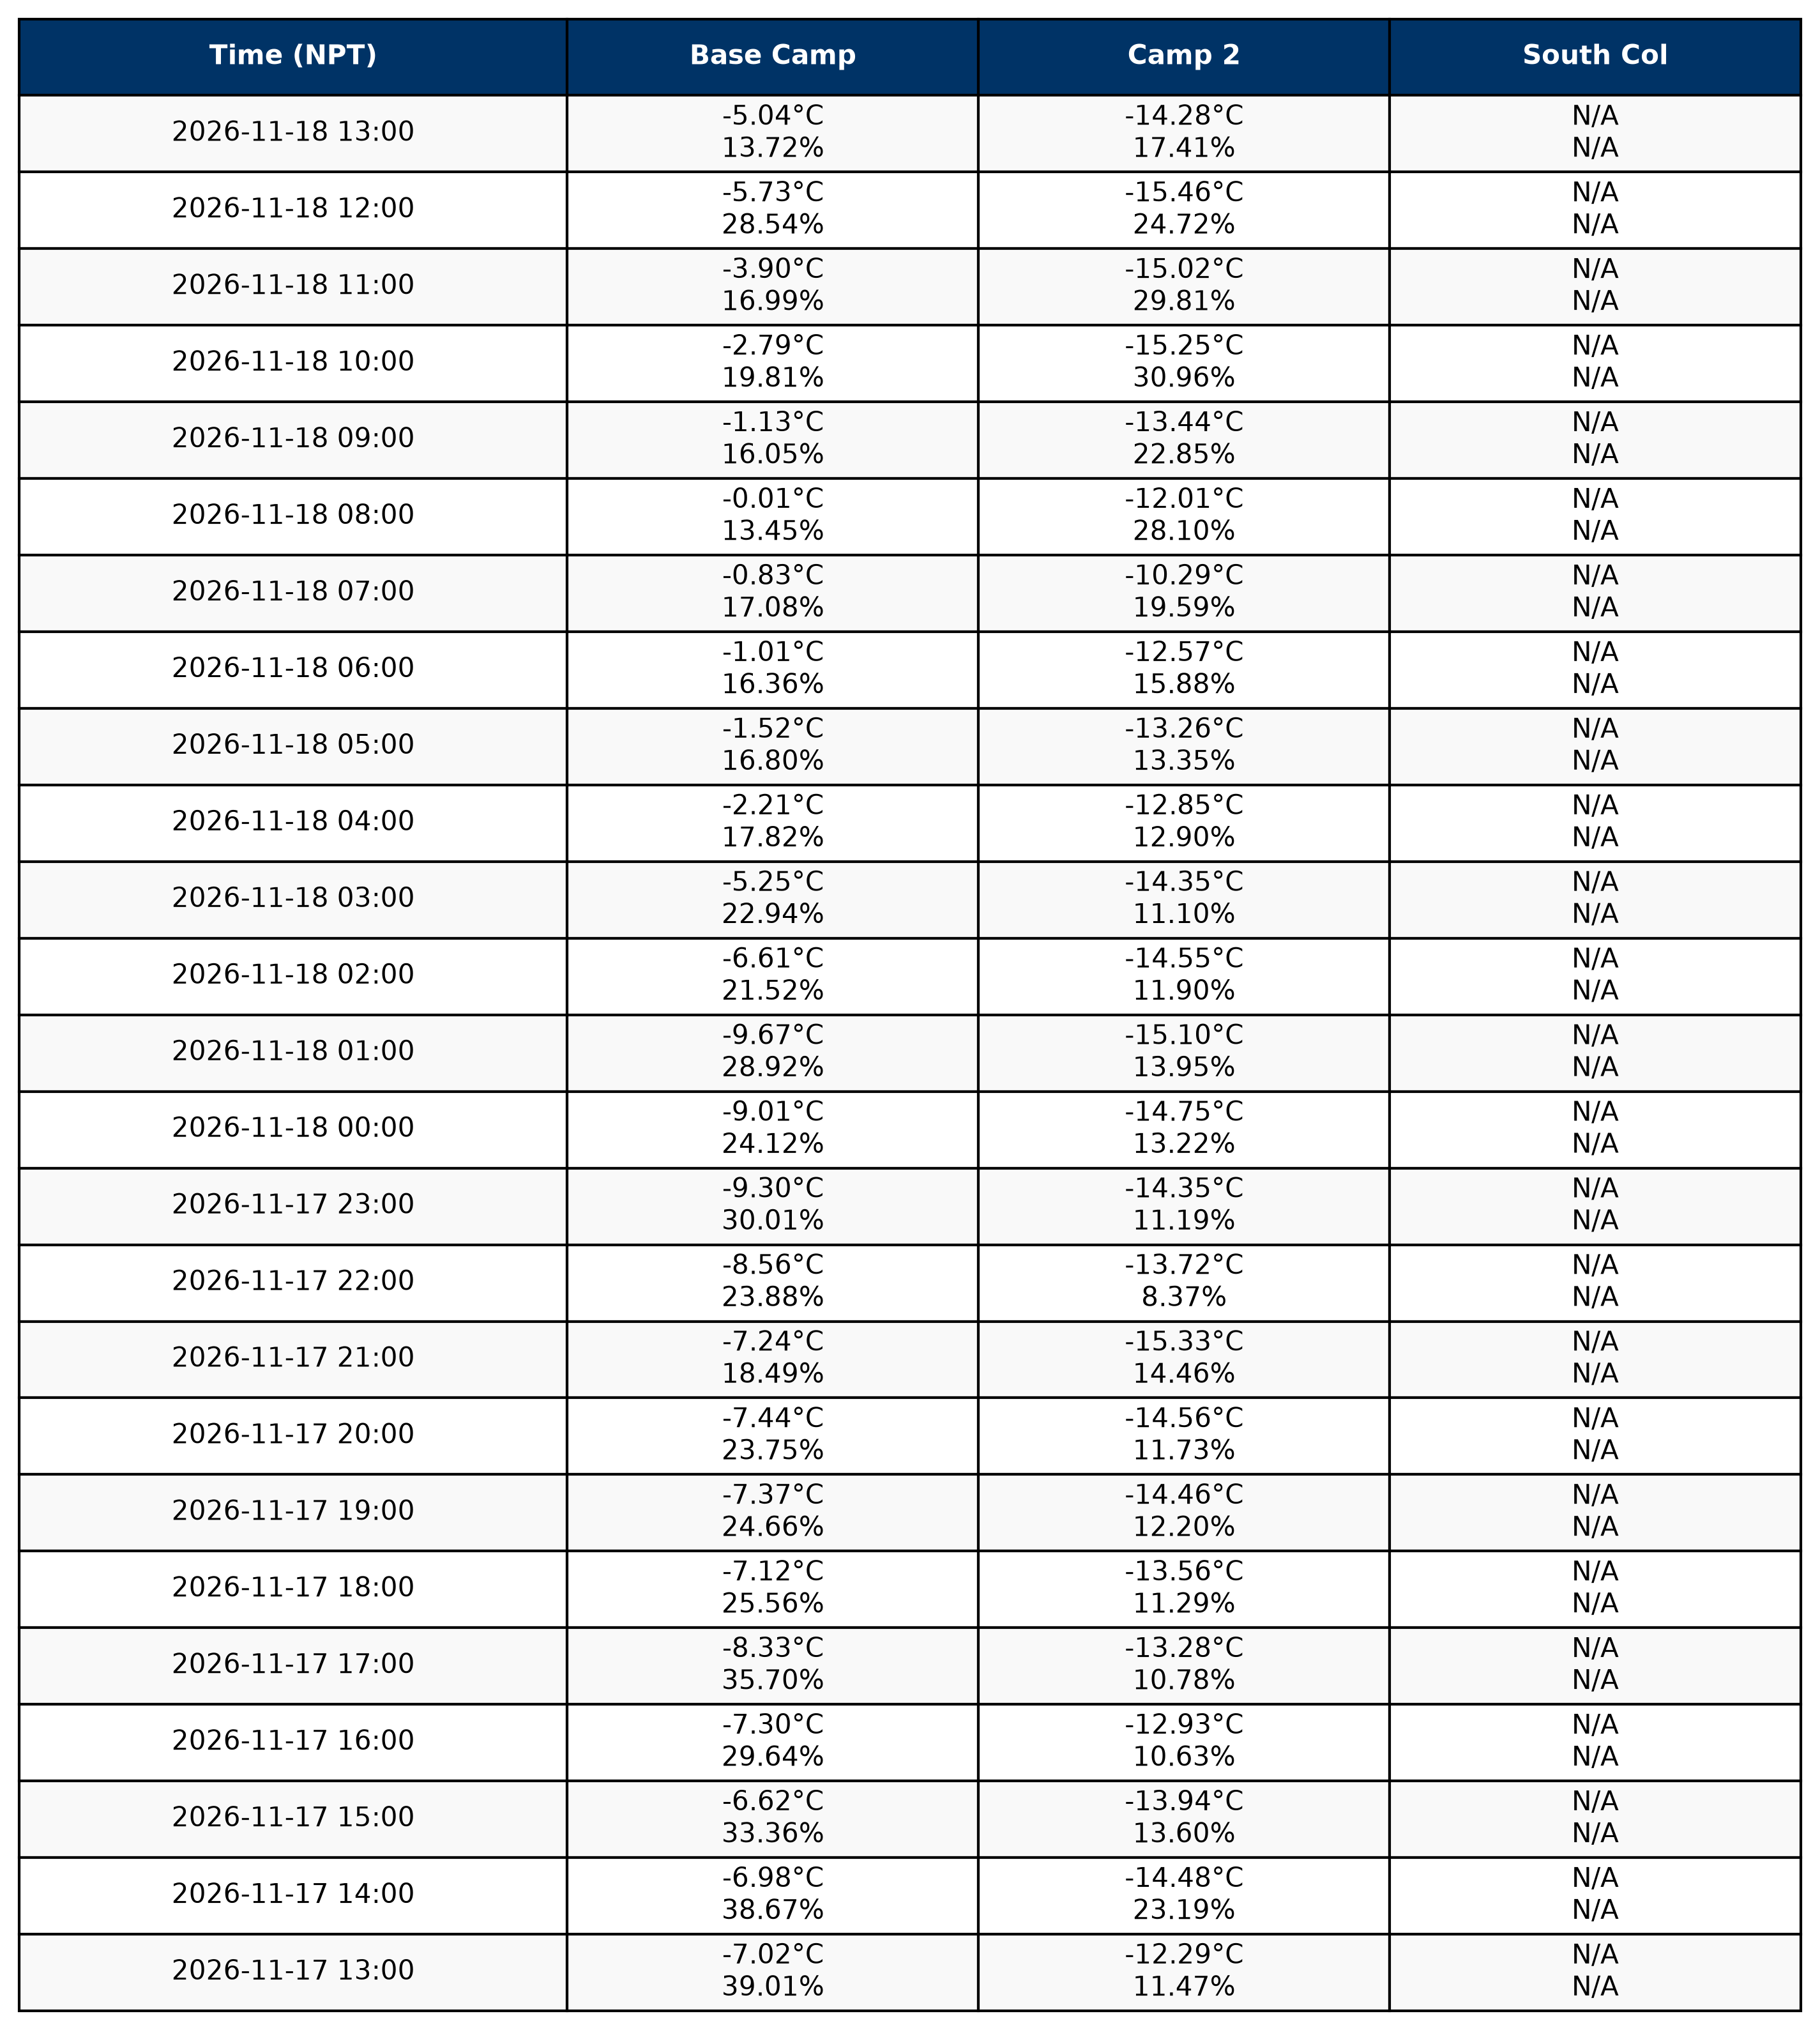 Time (NPT) Base Camp Camp 2 South Col
2026-11-18 13:00 -5.04°C -14.28°C N/A
13.72% 17.41% N/A
2026-11-18 12:00 -5.73°C -15.46°C N/A
28.54% 24.72% N/A
2026-11-18 11:00 -3.90°C -15.02°C N/A
16.99% 29.81% N/A
2026-11-18 10:00 -2.79°C -15.25°C N/A
19.81% 30.96% N/A
2026-11-18 09:00 -1.13°C -13.44°C N/A
16.05% 22.85% N/A
2026-11-18 08:00 -0.01°C -12.01°C N/A
13.45% 28.10% N/A
2026-11-18 07:00 -0.83°C -10.29°C N/A
17.08% 19.59% N/A
2026-11-18 06:00 -1.01°C -12.57°C N/A
16.36% 15.88% N/A
2026-11-18 05:00 -1.52°C -13.26°C N/A
16.80% 13.35% N/A
2026-11-18 04:00 -2.21°C -12.85°C N/A
17.82% 12.90% N/A
2026-11-18 03:00 -5.25°C -14.35°C N/A
22.94% 11.10% N/A
2026-11-18 02:00 -6.61°C -14.55°C N/A
21.52% 11.90% N/A
2026-11-18 01:00 -9.67°C -15.10°C N/A
28.92% 13.95% N/A
2026-11-18 00:00 -9.01°C -14.75°C N/A
24.12% 13.22% N/A
2026-11-17 23:00 -9.30°C -14.35°C N/A
30.01% 11.19% N/A
2026-11-17 22:00 -8.56°C -13.72°C N/A
23.88% 8.37% N/A
2026-11-17 21:00 -7.24°C -15.33°C N/A
18.49% 14.46% N/A
2026-11-17 20:00 -7.44°C -14.56°C N/A
23.75% 11.73% N/A
2026-11-17 19:00 -7.37°C -14.46°C N/A
24.66% 12.20% N/A
2026-11-17 18:00 -7.12°C -13.56°C N/A
25.56% 11.29% N/A
2026-11-17 17:00 -8.33°C -13.28°C N/A
35.70% 10.78% N/A
2026-11-17 16:00 -7.30°C -12.93°C N/A
29.64% 10.63% N/A
2026-11-17 15:00 -6.62°C -13.94°C N/A
33.36% 13.60% N/A
2026-11-17 14:00 -6.98°C -14.48°C N/A
38.67% 23.19% N/A
2026-11-17 13:00 -7.02°C -12.29°C N/A
39.01% 11.47% N/A